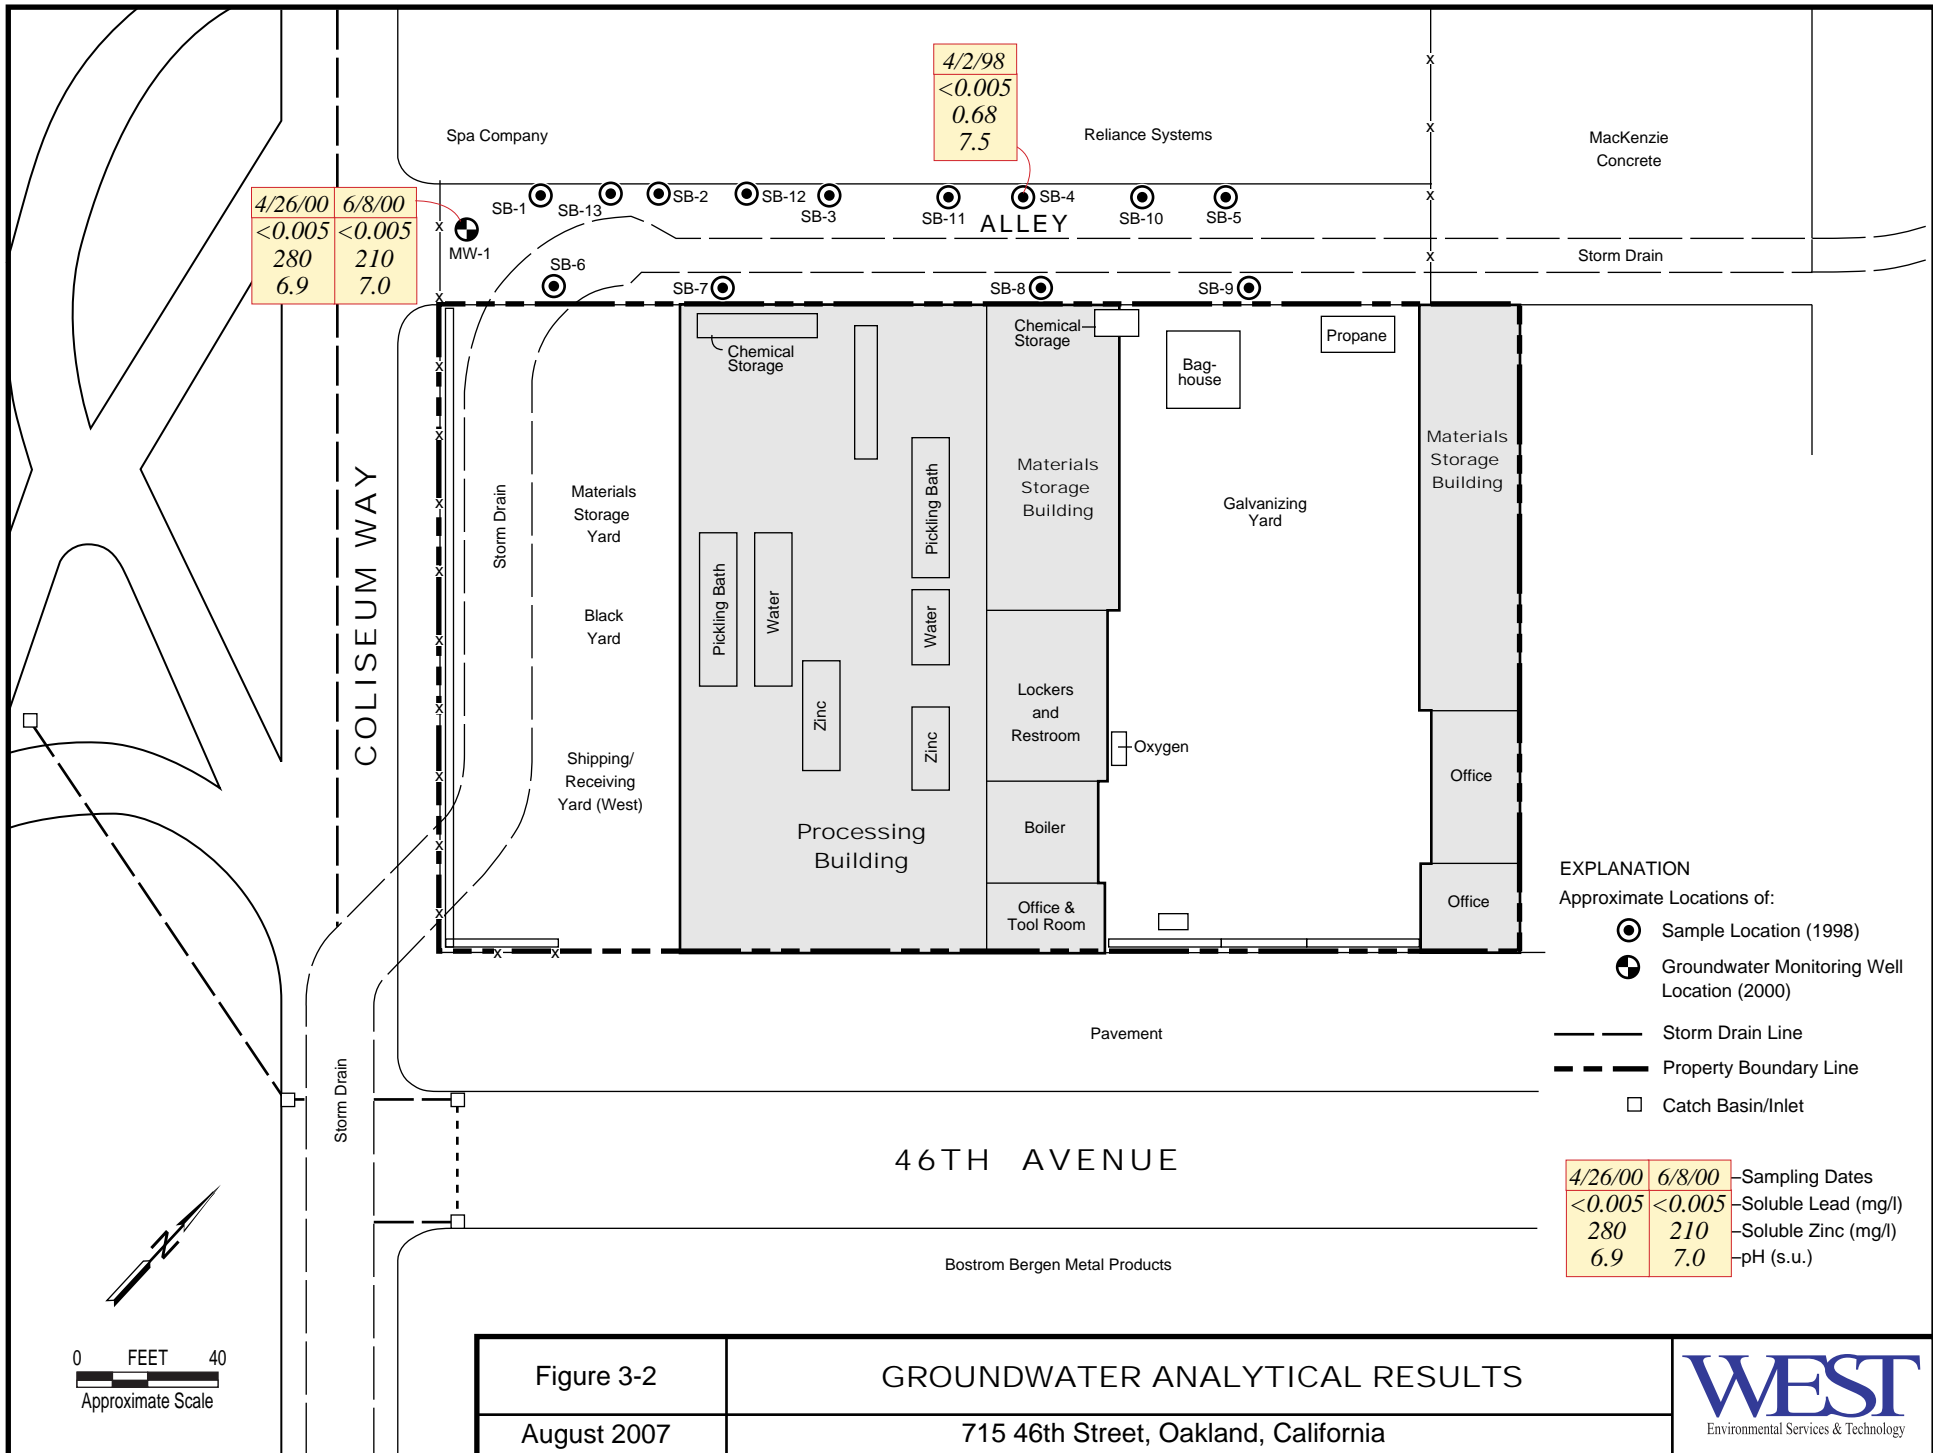 4/2/98
<0.005
0.68
7.5
Spa Company
Reliance Systems
MacKenzie
Concrete
4/26/00 6/8/00
<0.005 <0.005
280 210
6.9 7.0
SB-1
SB-13
SB-2
SB-12
SB-3
SB-11
SB-4
SB-10
SB-5
ALLEY
MW-1
Storm Drain
SB-6
SB-7
SB-8
SB-9
Chemical
Storage
Chemical
Storage
Propane
Bag-
house
Materials
Storage
Building
Materials
Storage
Building
Galvanizing
Yard
COLISEUM WAY
Storm Drain
Materials
Storage
Yard
Black
Yard
Shipping/
Receiving
Yard (West)
Pickling Bath
Water
Zinc
Pickling Bath
Water
Zinc
Processing
Building
Lockers
and
Restroom
Oxygen
Boiler
Office &
Tool Room
Office
Office
EXPLANATION
Approximate Locations of:
Sample Location (1998)
Groundwater Monitoring Well
Location (2000)
Storm Drain Line
Property Boundary Line
Catch Basin/Inlet
Pavement
Storm Drain
46TH AVENUE
4/26/00 6/8/00 Sampling Dates
<0.005 <0.005 Soluble Lead (mg/l)
280 210 Soluble Zinc (mg/l)
6.9 7.0 pH (s.u.)
Bostrom Bergen Metal Products
N
0 FEET 40
Approximate Scale
Figure 3-2
GROUNDWATER ANALYTICAL RESULTS
August 2007
715 46th Street, Oakland, California
WEST
Environmental Services & Technology